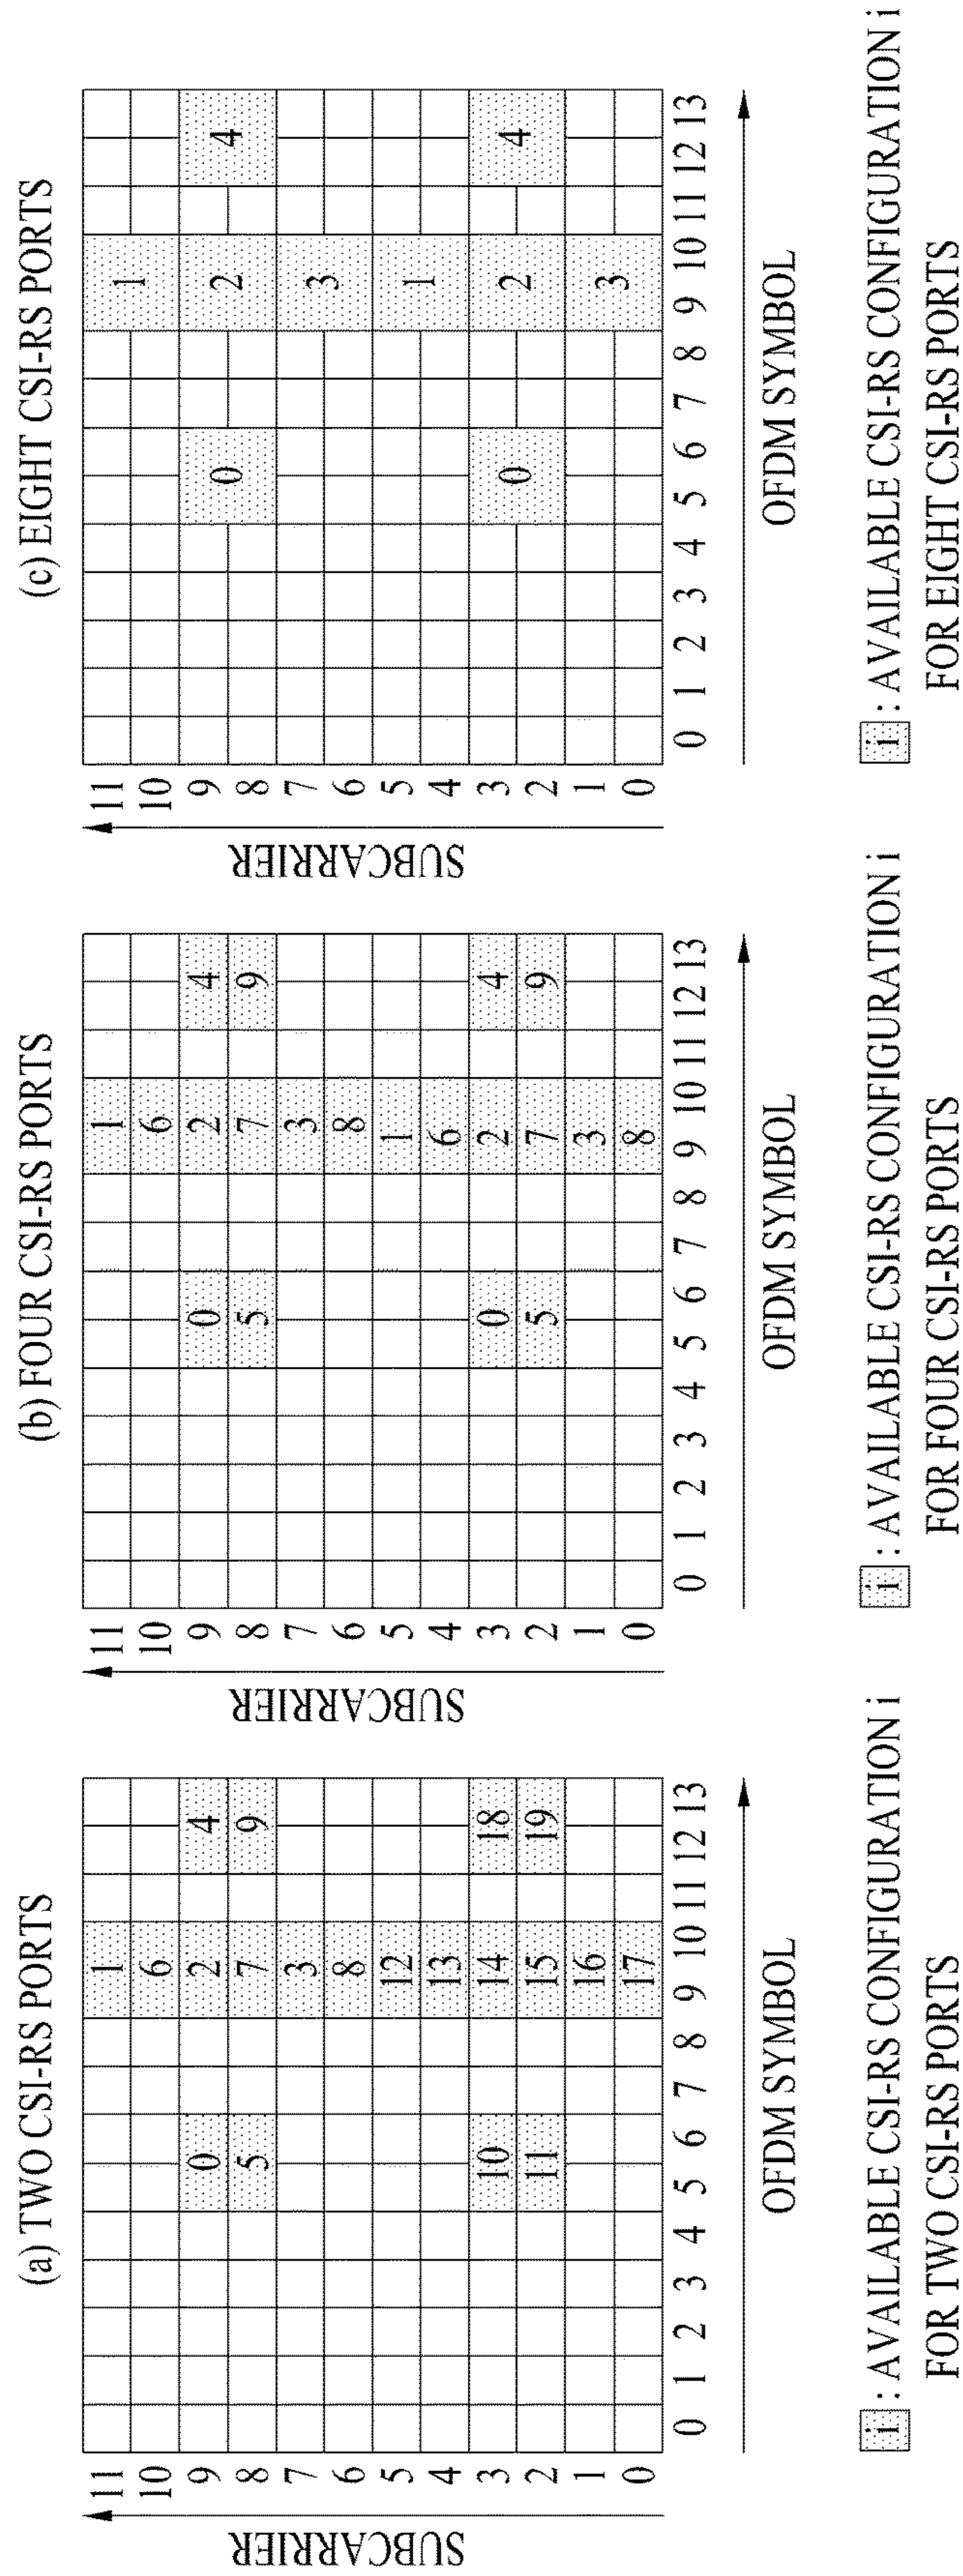 (a) TWO CSI-RS PORTS
SUBCARRIER
11 1
10 6
9 0 2 4
8 5 7 9
7 3
6 8
5 12
4 13
3 10 14 18
2 11 15 19
1 16
0 17
0 1 2 3 4 5 6 7 8 9 10 11 12 13
OFDM SYMBOL
i : AVAILABLE CSI-RS CONFIGURATION i
FOR TWO CSI-RS PORTS
(b) FOUR CSI-RS PORTS
SUBCARRIER
11 1
10 6
9 0 2 4
8 5 7 9
7 3
6 8
5 1
4 6
3 0 2 4
2 5 7 9
1 3
0 8
0 1 2 3 4 5 6 7 8 9 10 11 12 13
OFDM SYMBOL
i : AVAILABLE CSI-RS CONFIGURATION i
FOR FOUR CSI-RS PORTS
(c) EIGHT CSI-RS PORTS
SUBCARRIER
11
1
10
9
0 2 4
8
7
3
6
5
1
4
3
0 2 4
2
1
3
0
0 1 2 3 4 5 6 7 8 9 10 11 12 13
OFDM SYMBOL
i : AVAILABLE CSI-RS CONFIGURATION i
FOR EIGHT CSI-RS PORTS